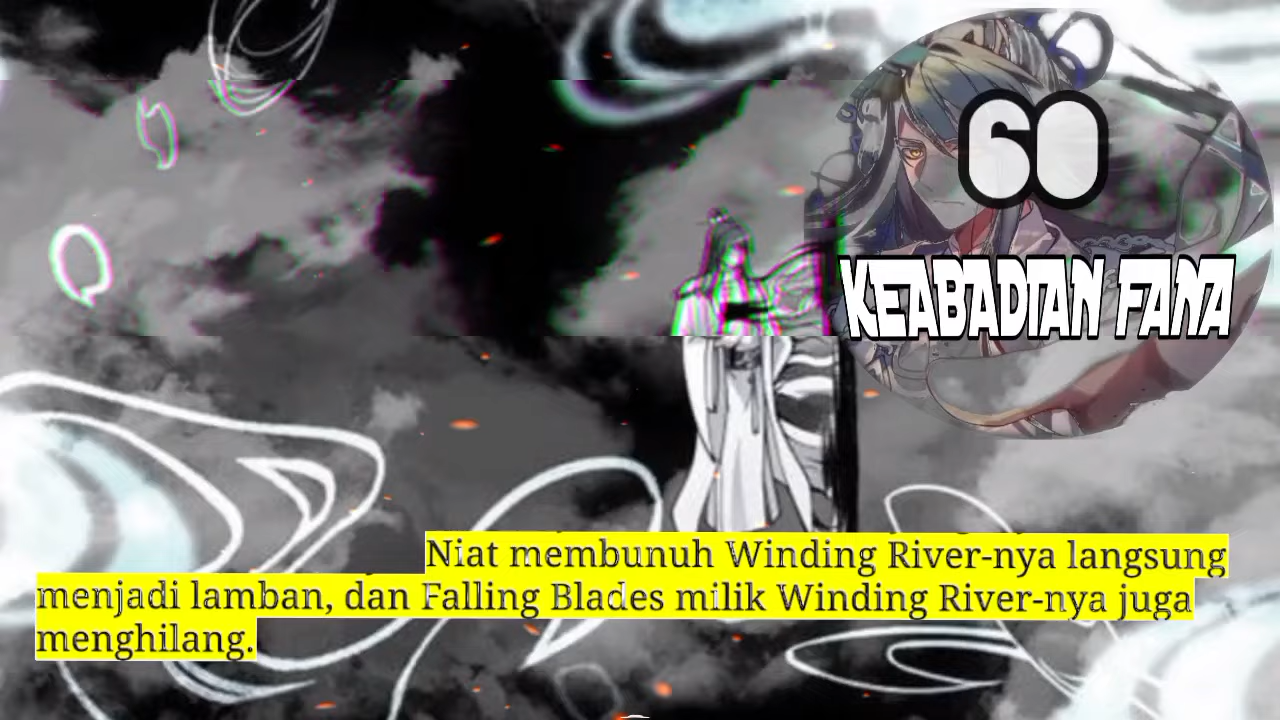 60
KEABADIAN FANA
Niat membunuh Winding River-nya langsung
menjadi lamban, dan Falling Blades milik Winding River-nya juga
menghilang.